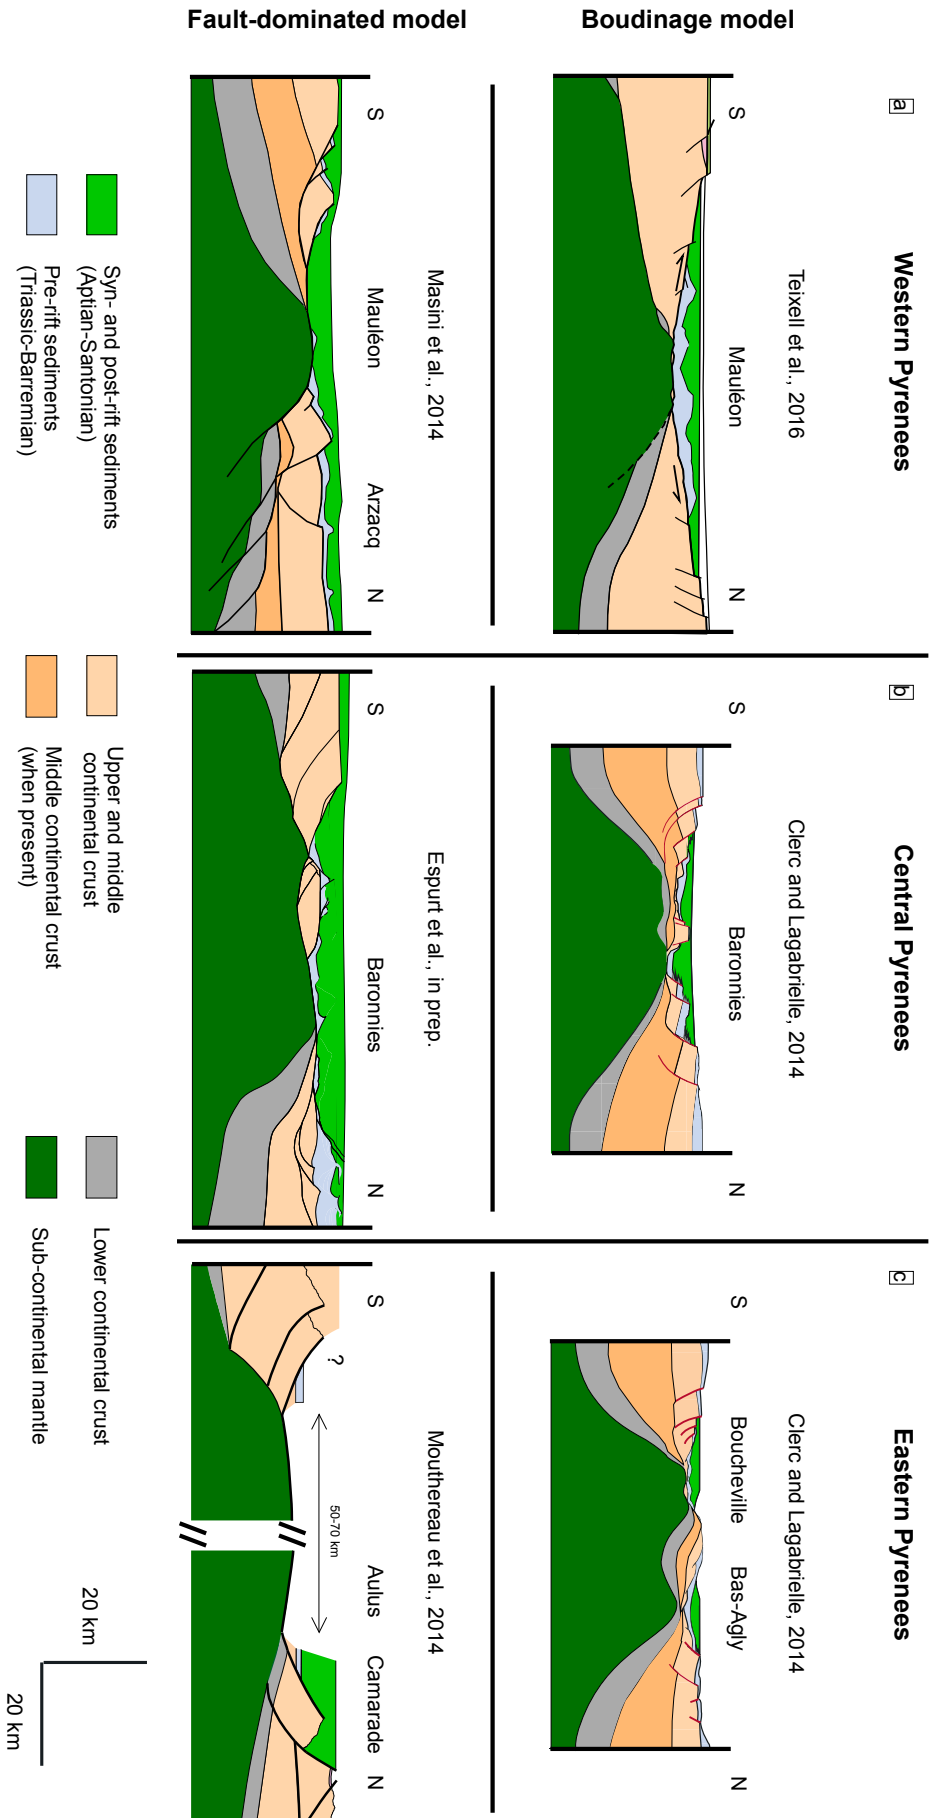 Fault-dominated model
Boudinage model
a
Western Pyrenees
Teixell et al., 2016
S
Mauléon
N
Masini et al., 2014
S
Mauléon
Arzacq
N
b
Central Pyrenees
Clerc and Lagabrielle, 2014
S
Baronnies
N
Espurt et al., in prep.
S
Baronnies
N
c
Eastern Pyrenees
Clerc and Lagabrielle, 2014
S
Boucheville
Bas-Agly
N
Mouthereau et al., 2014
S
?
50-70 km
Aulus
Camarade
N
Syn- and post-rift sediments
(Aptian-Santonian)
Pre-rift sediments
(Triassic-Barremian)
Upper and middle
continental crust
Middle continental crust
(when present)
Lower continental crust
Sub-continental mantle
20 km
20 km